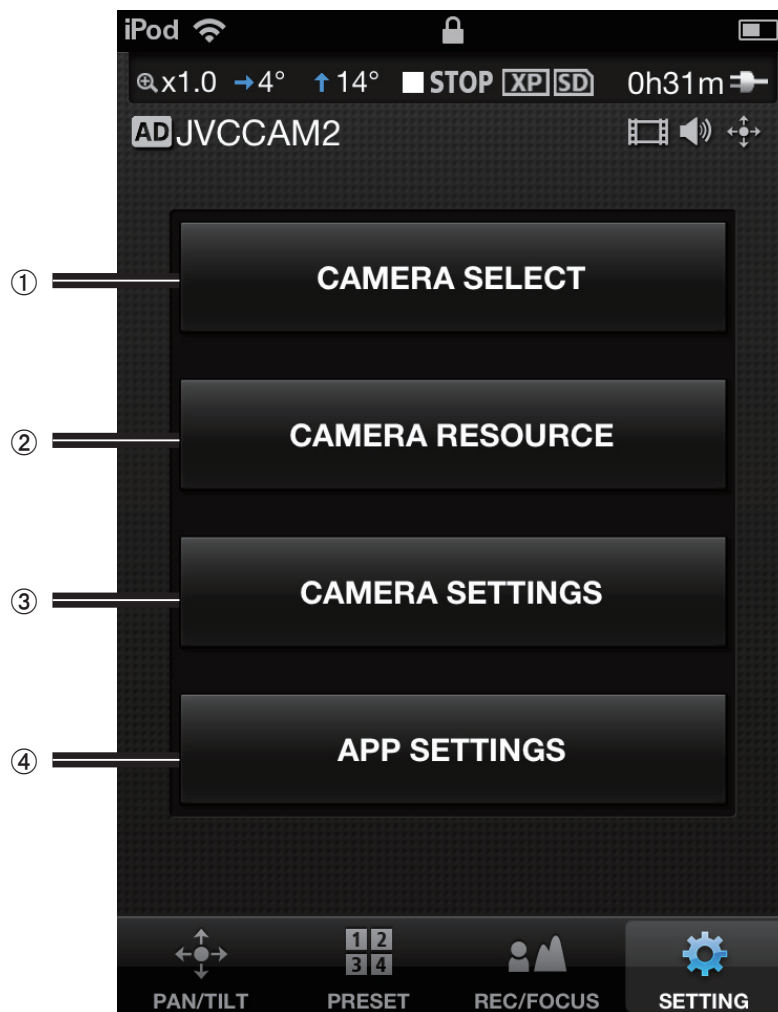 iPod
x1.0 →4° ↑14° STOP XP SD 0h31m
AD JVCCAM2
① CAMERA SELECT
② CAMERA RESOURCE
③ CAMERA SETTINGS
④ APP SETTINGS
1 2
3 4
PAN/TILT PRESET REC/FOCUS SETTING